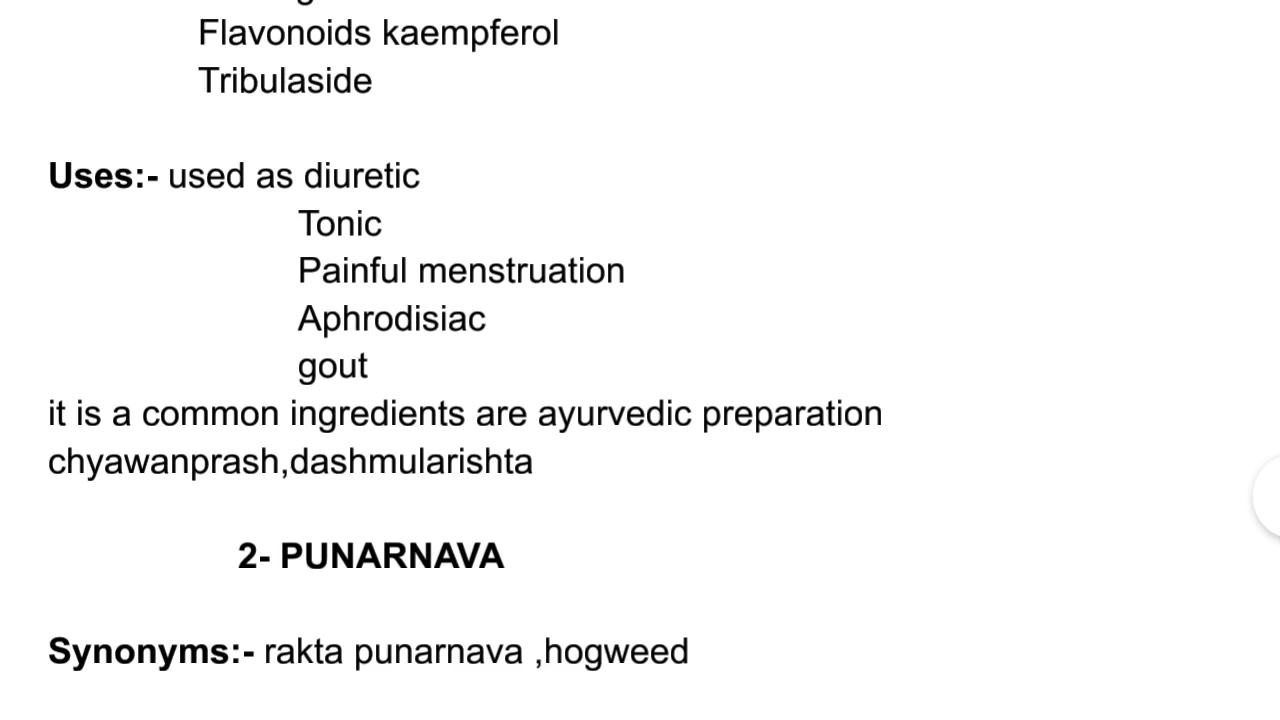 Flavonoids kaempferol
Tribulaside
Uses:- used as diuretic
Tonic
Painful menstruation
Aphrodisiac
gout
it is a common ingredients are ayurvedic preparation
chyawanprash,dashmularishta
2- PUNARNAVA
Synonyms:- rakta punarnava ,hogweed